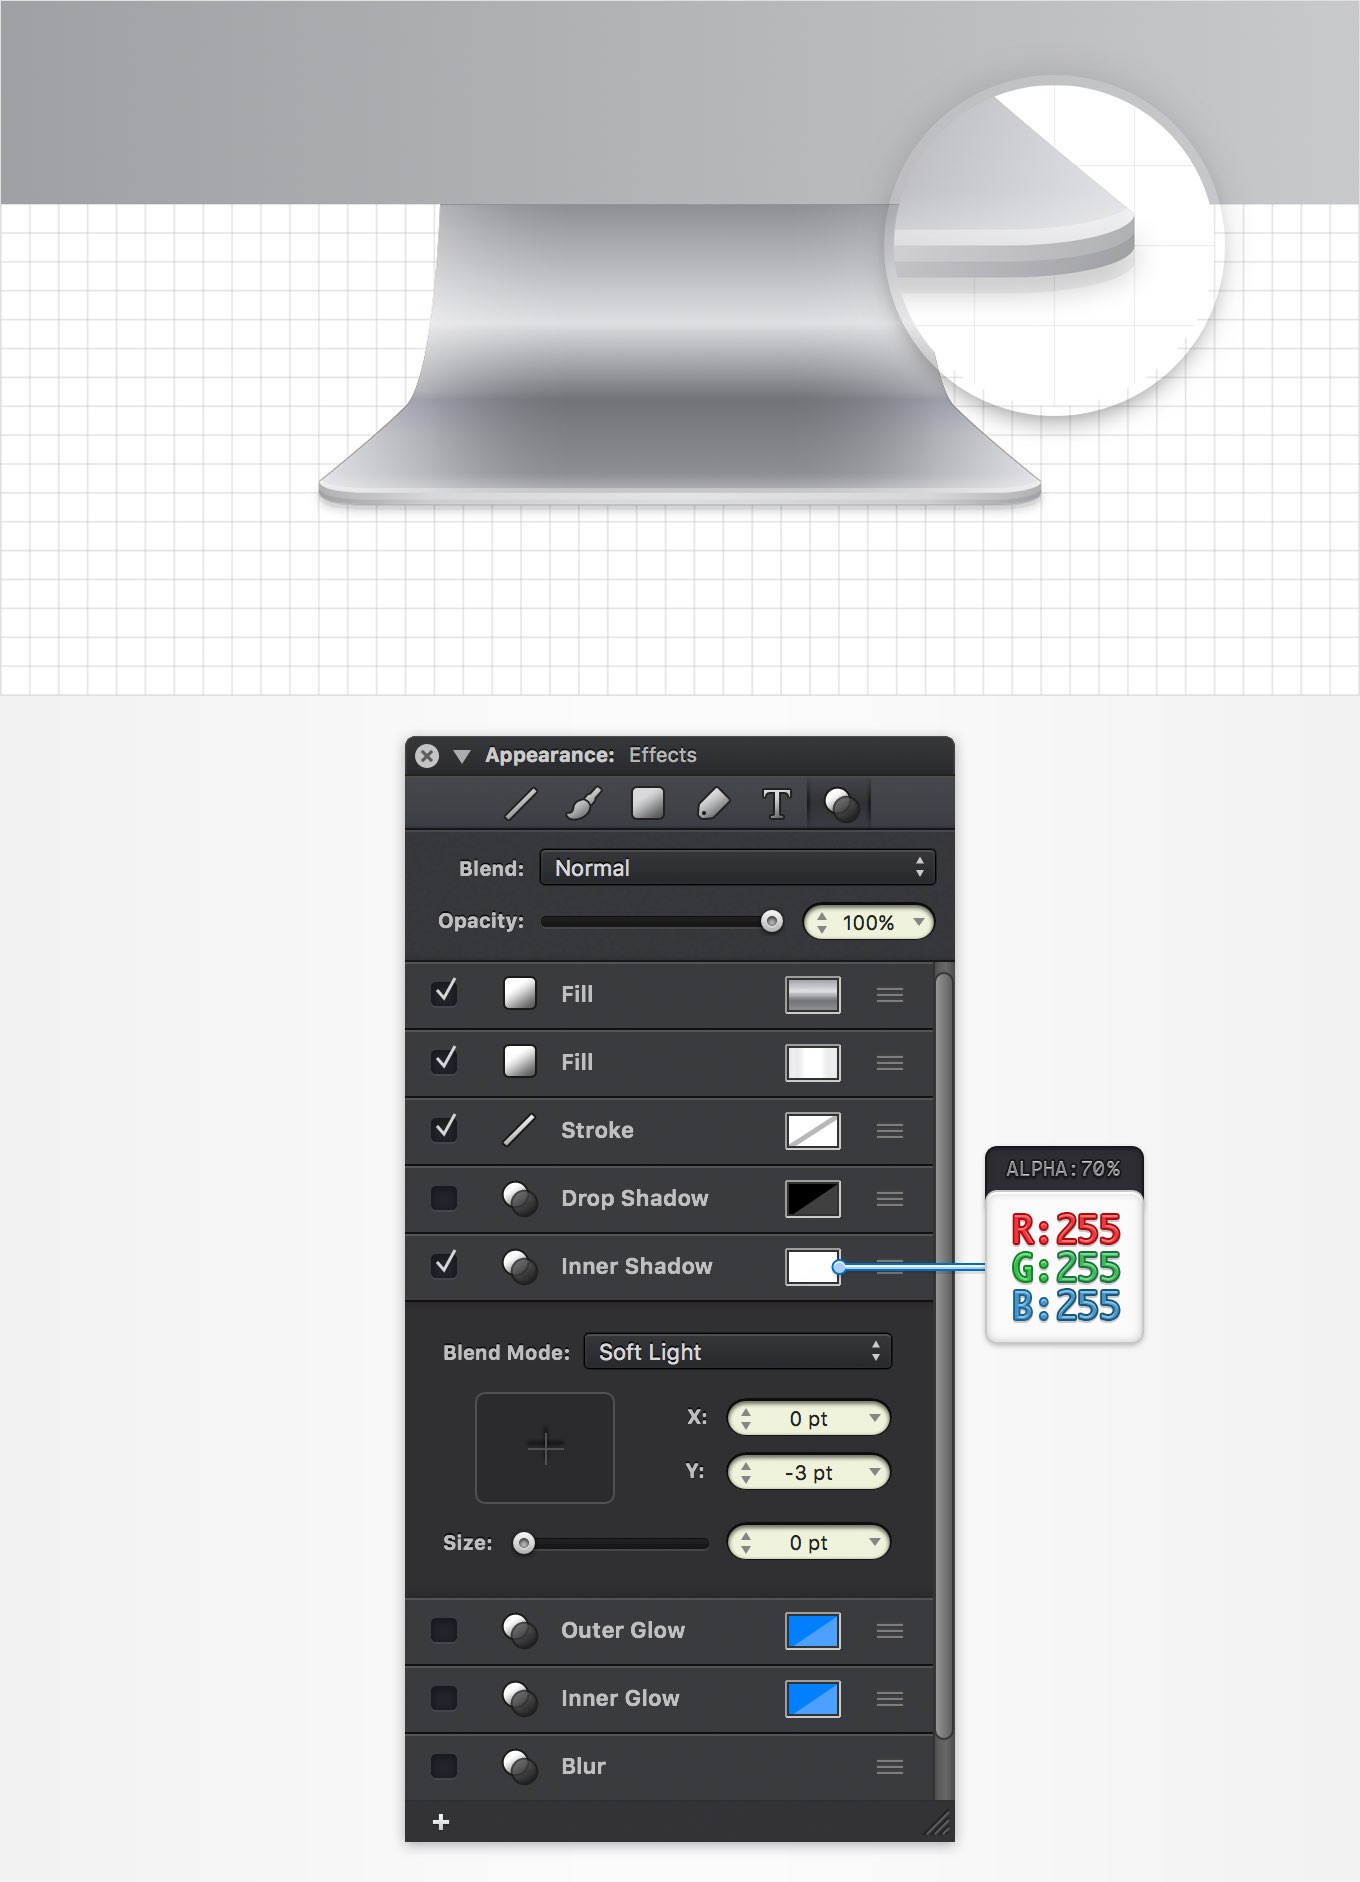 Appearance: Effects
T
Blend: Normal
Opacity: 100%
Fill
Fill
Stroke
Drop Shadow
Inner Shadow
ALPHA:70%
R:255
G:255
B:255
Blend Mode: Soft Light
X: 0 pt
Y: -3 pt
Size: 0 pt
Outer Glow
Inner Glow
Blur
+